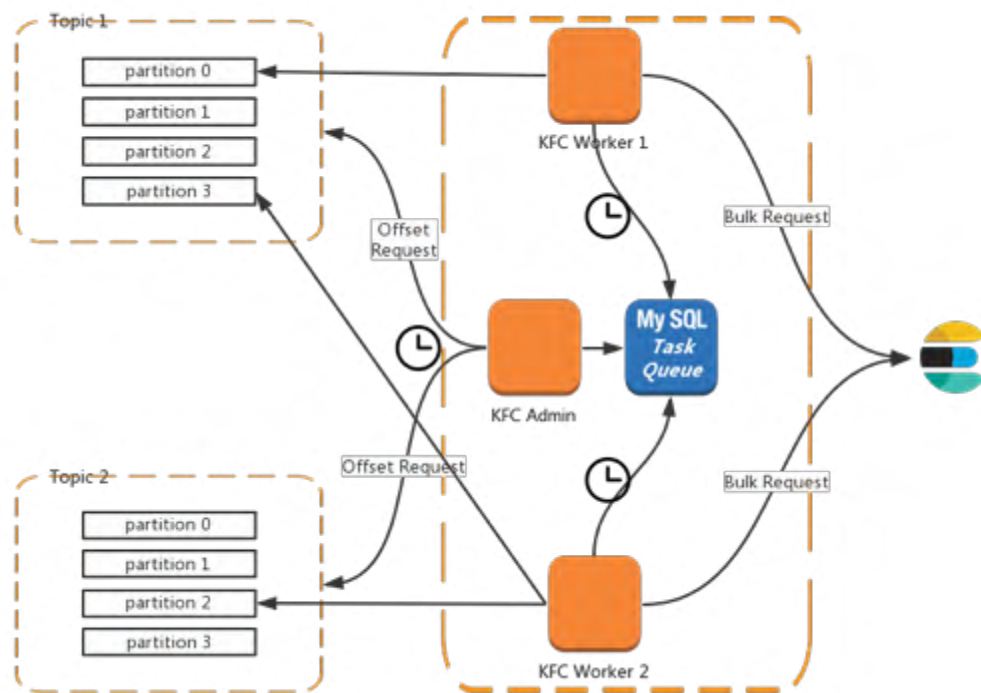 Topic 1
partition 0
partition 1
partition 2
partition 3
KFC Worker 1
Offset
Request
Bulk Request
My SQL
Task
Queue
KFC Admin
Offset Request
Bulk Request
Topic 2
partition 0
partition 1
partition 2
partition 3
KFC Worker 2